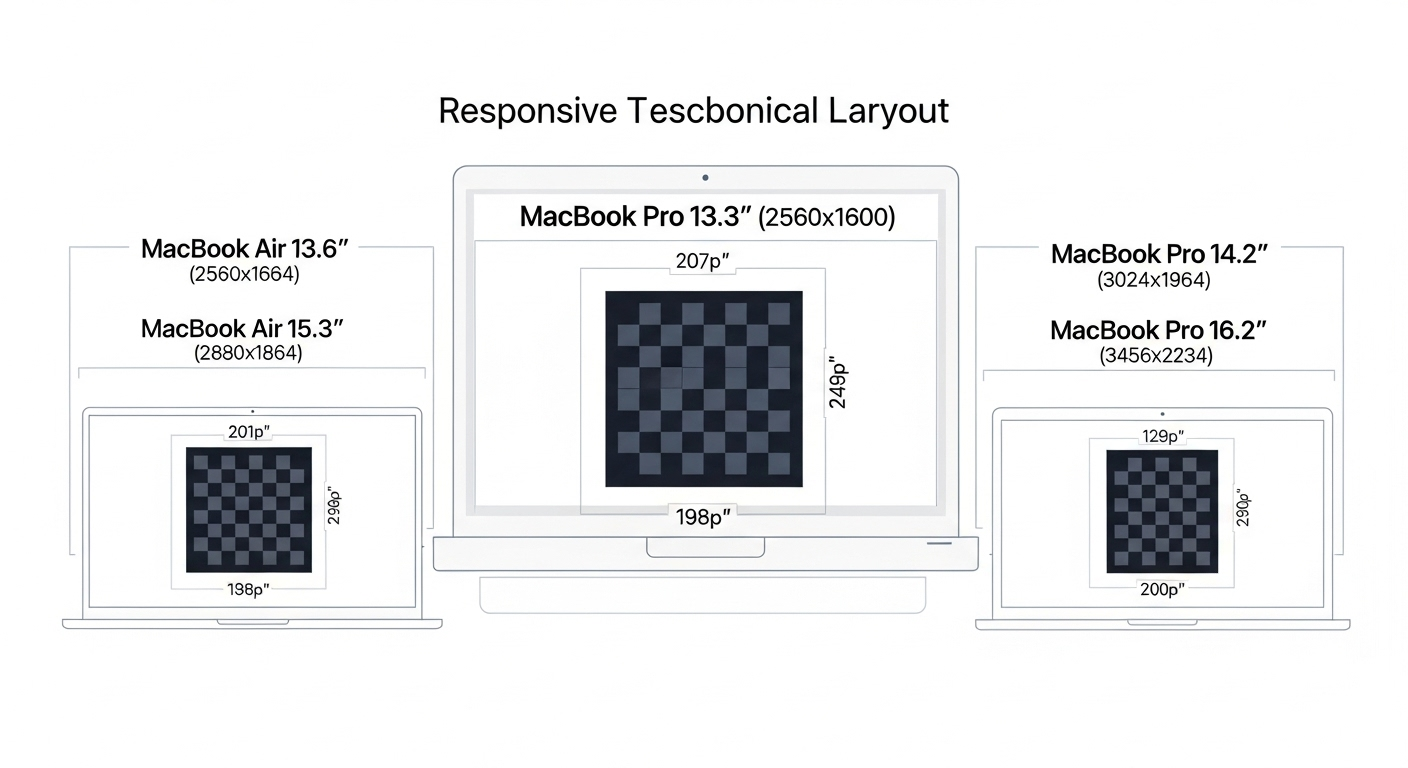 Responsive Tescbonical Laryout
MacBook Air 13.6”
(2560x1664)
MacBook Air 15.3”
(2880x1864)
201p”
290p”
198p”
MacBook Pro 13.3” (2560x1600)
207p”
249p”
198p”
MacBook Pro 14.2”
(3024x1964)
MacBook Pro 16.2”
(3456x2234)
129p”
290p”
200p”